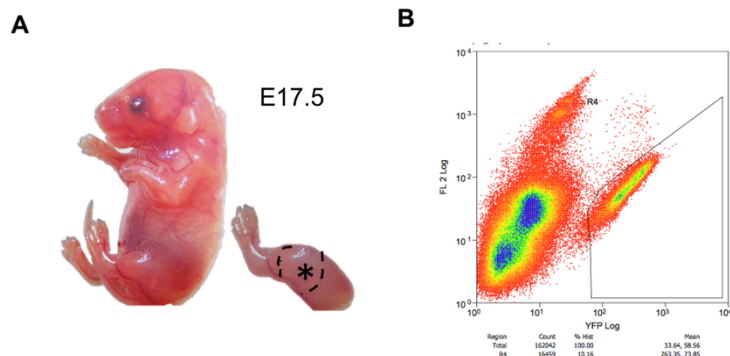 A
E17.5
*
B
FL 2 Log
10⁴
10³
10²
10¹
10⁰
R4
10⁰ 10¹ 10² 10³ 10⁴
YFP Log
Region Count % Hist Mean
Total 162042 100.00 33.64, 58.56
R4 16459 10.16 263.35, 73.85